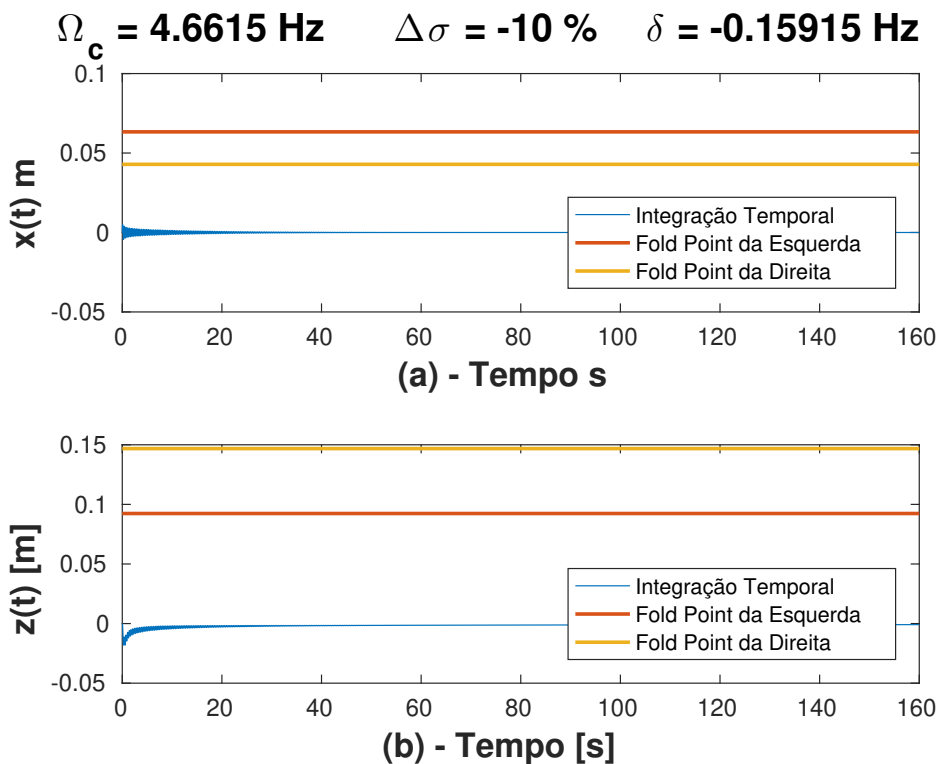 Ωc = 4.6615 Hz Δσ = -10 % δ = -0.15915 Hz
0.1
0.05
0
-0.05
x(t) m
Integração Temporal
Fold Point da Esquerda
Fold Point da Direita
0 20 40 60 80 100 120 140 160
(a) - Tempo s
0.15
0.1
0.05
0
-0.05
z(t) [m]
Integração Temporal
Fold Point da Esquerda
Fold Point da Direita
0 20 40 60 80 100 120 140 160
(b) - Tempo [s]